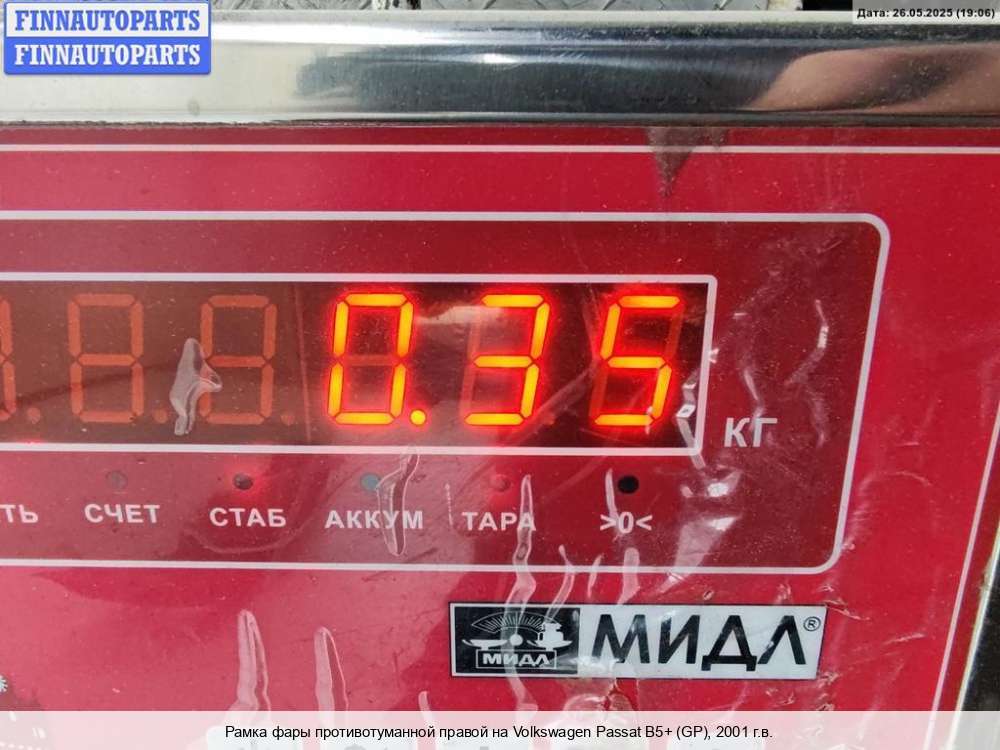 FINNAUTOPARTS
FINNAUTOPARTS
Дата: 26.05.2025 (19:06)
0.35
КГ
ТЬ СЧЕТ СТАБ АККУМ ТАРА >0<
МИДЛ МИДЛ®
Рамка фары противотуманной правой на Volkswagen Passat B5+ (GP), 2001 г.в.